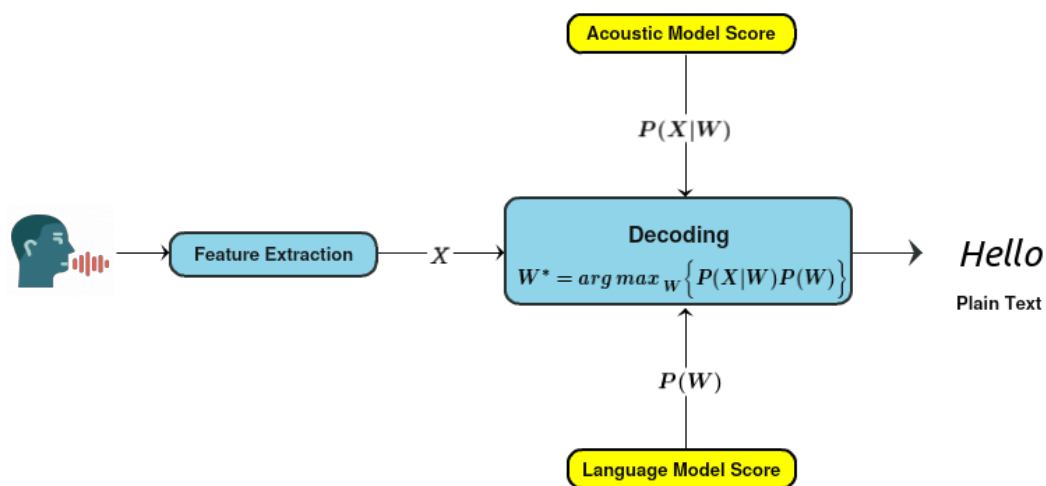 Acoustic Model Score
P(X|W)
Feature Extraction
X
Decoding
W* = arg max_W{P(X|W)P(W)}
Hello
Plain Text
P(W)
Language Model Score